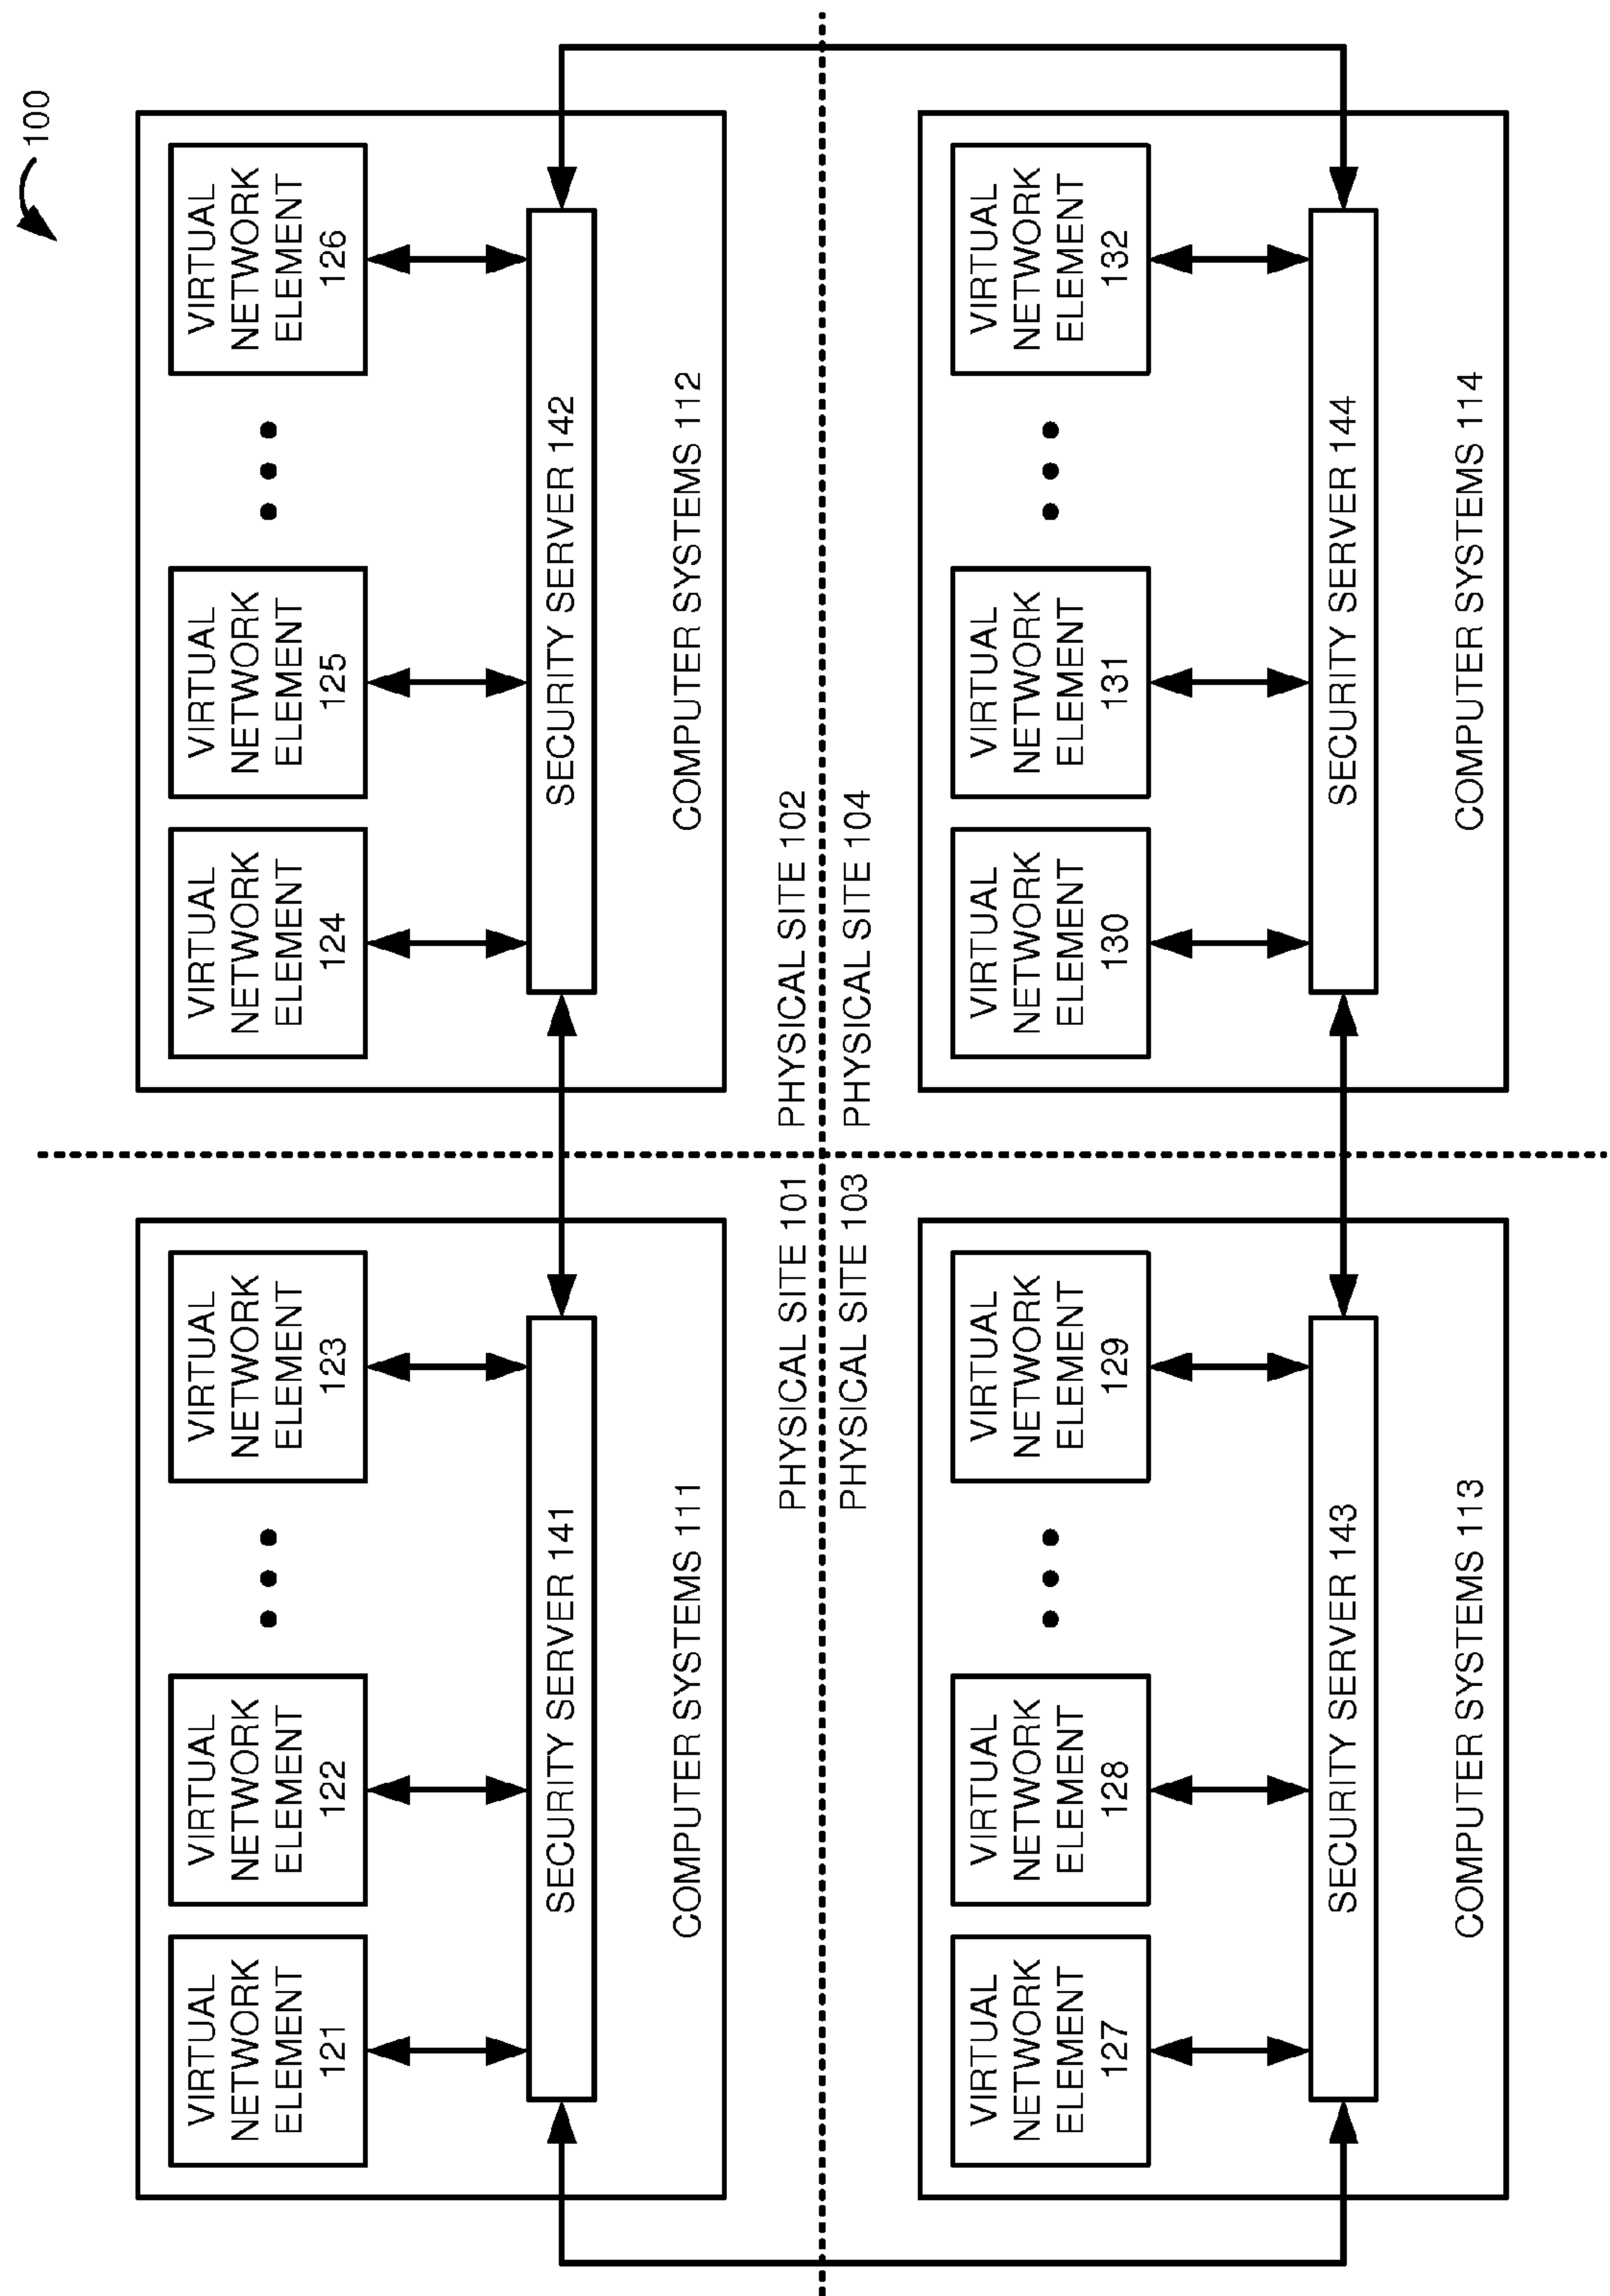 100
VIRTUAL
NETWORK
ELEMENT
121
VIRTUAL
NETWORK
ELEMENT
122
VIRTUAL
NETWORK
ELEMENT
123
SECURITY SERVER 141
COMPUTER SYSTEMS 111
PHYSICAL SITE 101
VIRTUAL
NETWORK
ELEMENT
124
VIRTUAL
NETWORK
ELEMENT
125
VIRTUAL
NETWORK
ELEMENT
126
SECURITY SERVER 142
COMPUTER SYSTEMS 112
PHYSICAL SITE 102
PHYSICAL SITE 103
VIRTUAL
NETWORK
ELEMENT
127
VIRTUAL
NETWORK
ELEMENT
128
VIRTUAL
NETWORK
ELEMENT
129
SECURITY SERVER 143
COMPUTER SYSTEMS 113
PHYSICAL SITE 104
VIRTUAL
NETWORK
ELEMENT
130
VIRTUAL
NETWORK
ELEMENT
131
VIRTUAL
NETWORK
ELEMENT
132
SECURITY SERVER 144
COMPUTER SYSTEMS 114